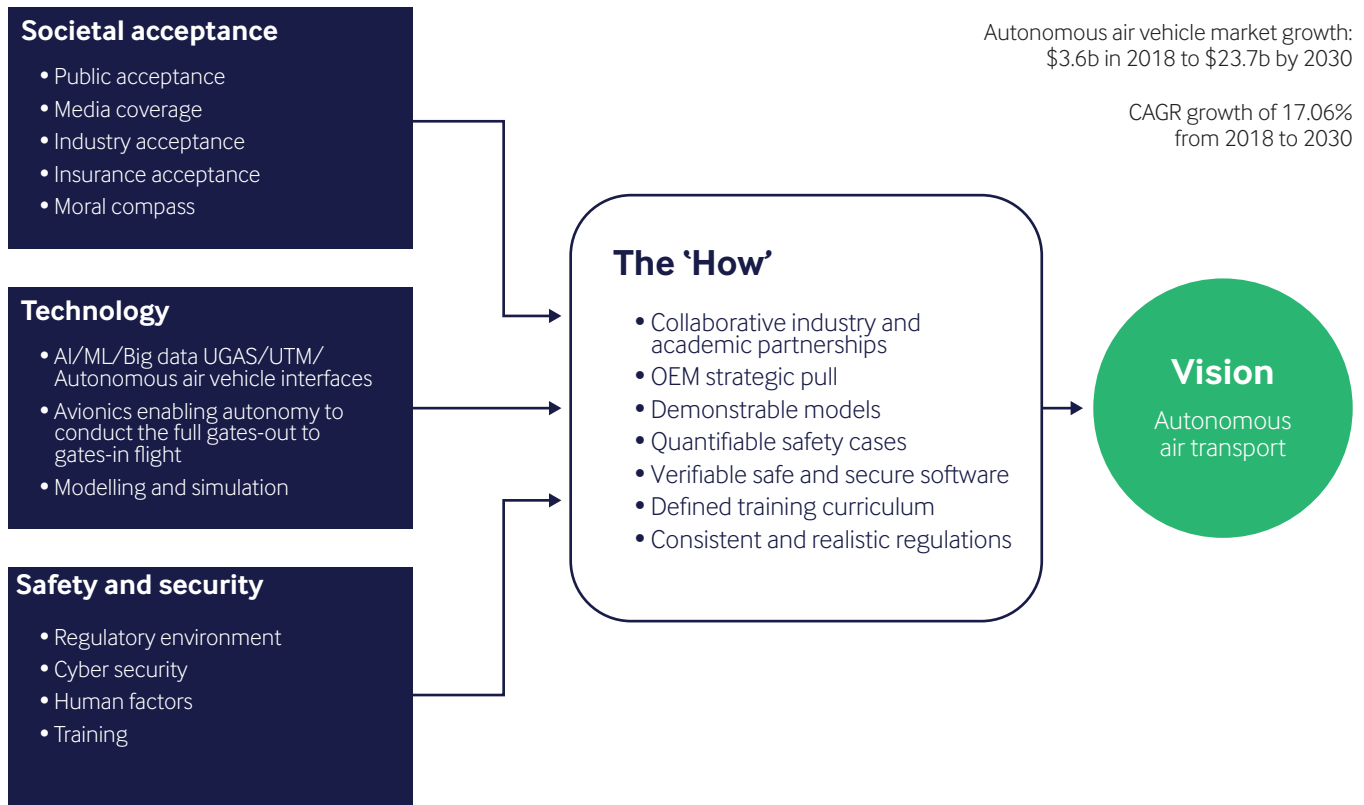 Societal acceptance
• Public acceptance
• Media coverage
• Industry acceptance
• Insurance acceptance
• Moral compass
Technology
• AI/ML/Big data UGAS/UTM/
Autonomous air vehicle interfaces
• Avionics enabling autonomy to
conduct the full gates-out to
gates-in flight
• Modelling and simulation
Safety and security
• Regulatory environment
• Cyber security
• Human factors
• Training
The ‘How’
• Collaborative industry and
academic partnerships
• OEM strategic pull
• Demonstrable models
• Quantifiable safety cases
• Verifiable safe and secure software
• Defined training curriculum
• Consistent and realistic regulations
Autonomous air vehicle market growth:
$3.6b in 2018 to $23.7b by 2030
CAGR growth of 17.06%
from 2018 to 2030
Vision
Autonomous
air transport